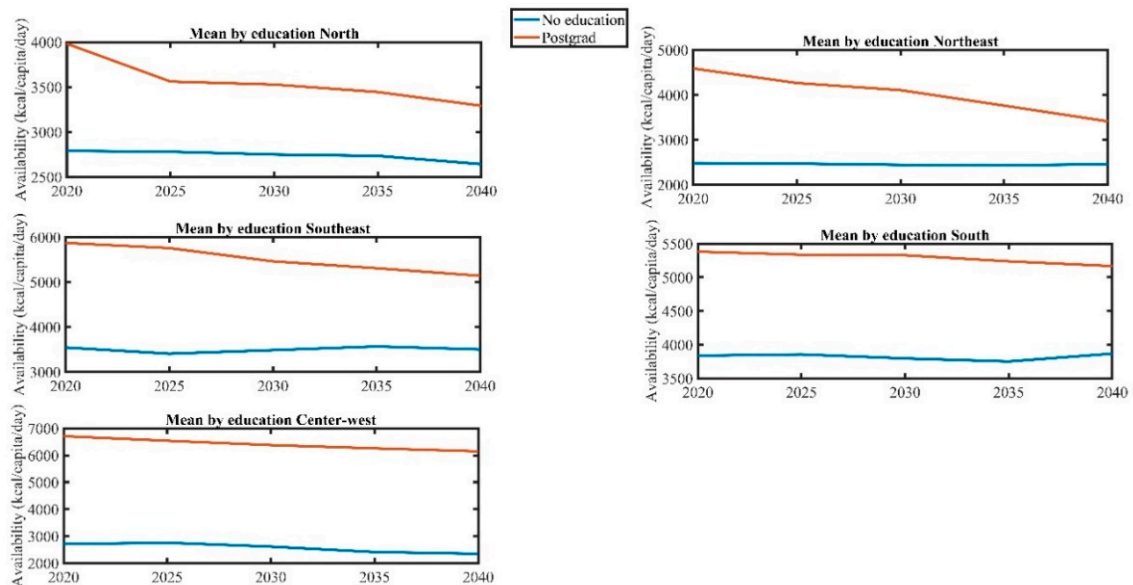 No education
Postgrad
Mean by education North
Availability (kcal/capita/day)
4000
3500
3000
2500
2020 2025 2030 2035 2040
Mean by education Northeast
Availability (kcal/capita/day)
5000
4000
3000
2000
2020 2025 2030 2035 2040
Mean by education Southeast
Availability (kcal/capita/day)
6000
5000
4000
3000
2020 2025 2030 2035 2040
Mean by education South
Availability (kcal/capita/day)
5500
5000
4500
4000
3500
2020 2025 2030 2035 2040
Mean by education Center-west
Availability (kcal/capita/day)
7000
6000
5000
4000
3000
2000
2020 2025 2030 2035 2040